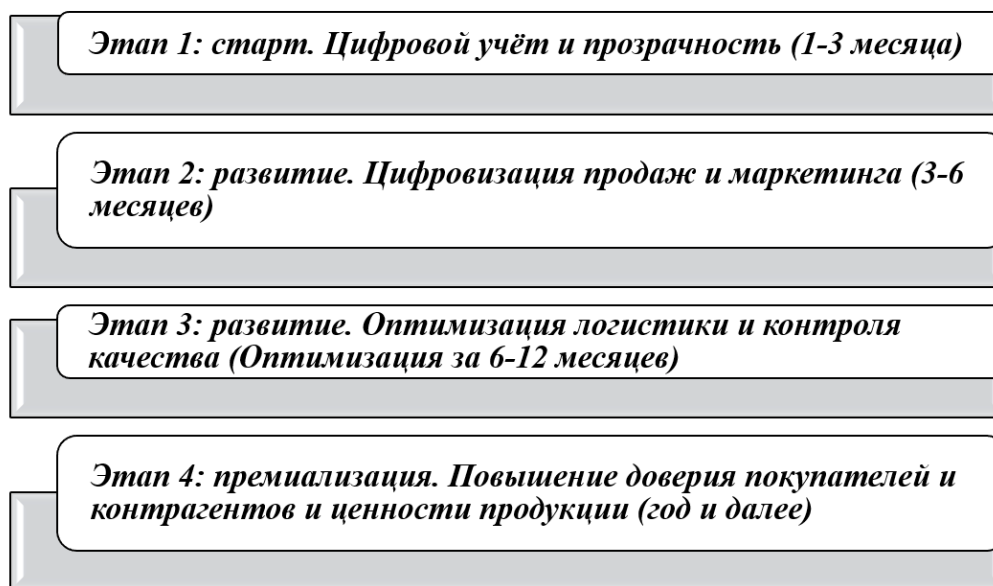 Этап 1: старт. Цифровой учёт и прозрачность (1-3 месяца)
Этап 2: развитие. Цифровизация продаж и маркетинга (3-6
месяцев)
Этап 3: развитие. Оптимизация логистики и контроля
качества (Оптимизация за 6-12 месяцев)
Этап 4: премиализация. Повышение доверия покупателей и
контрагентов и ценности продукции (год и далее)